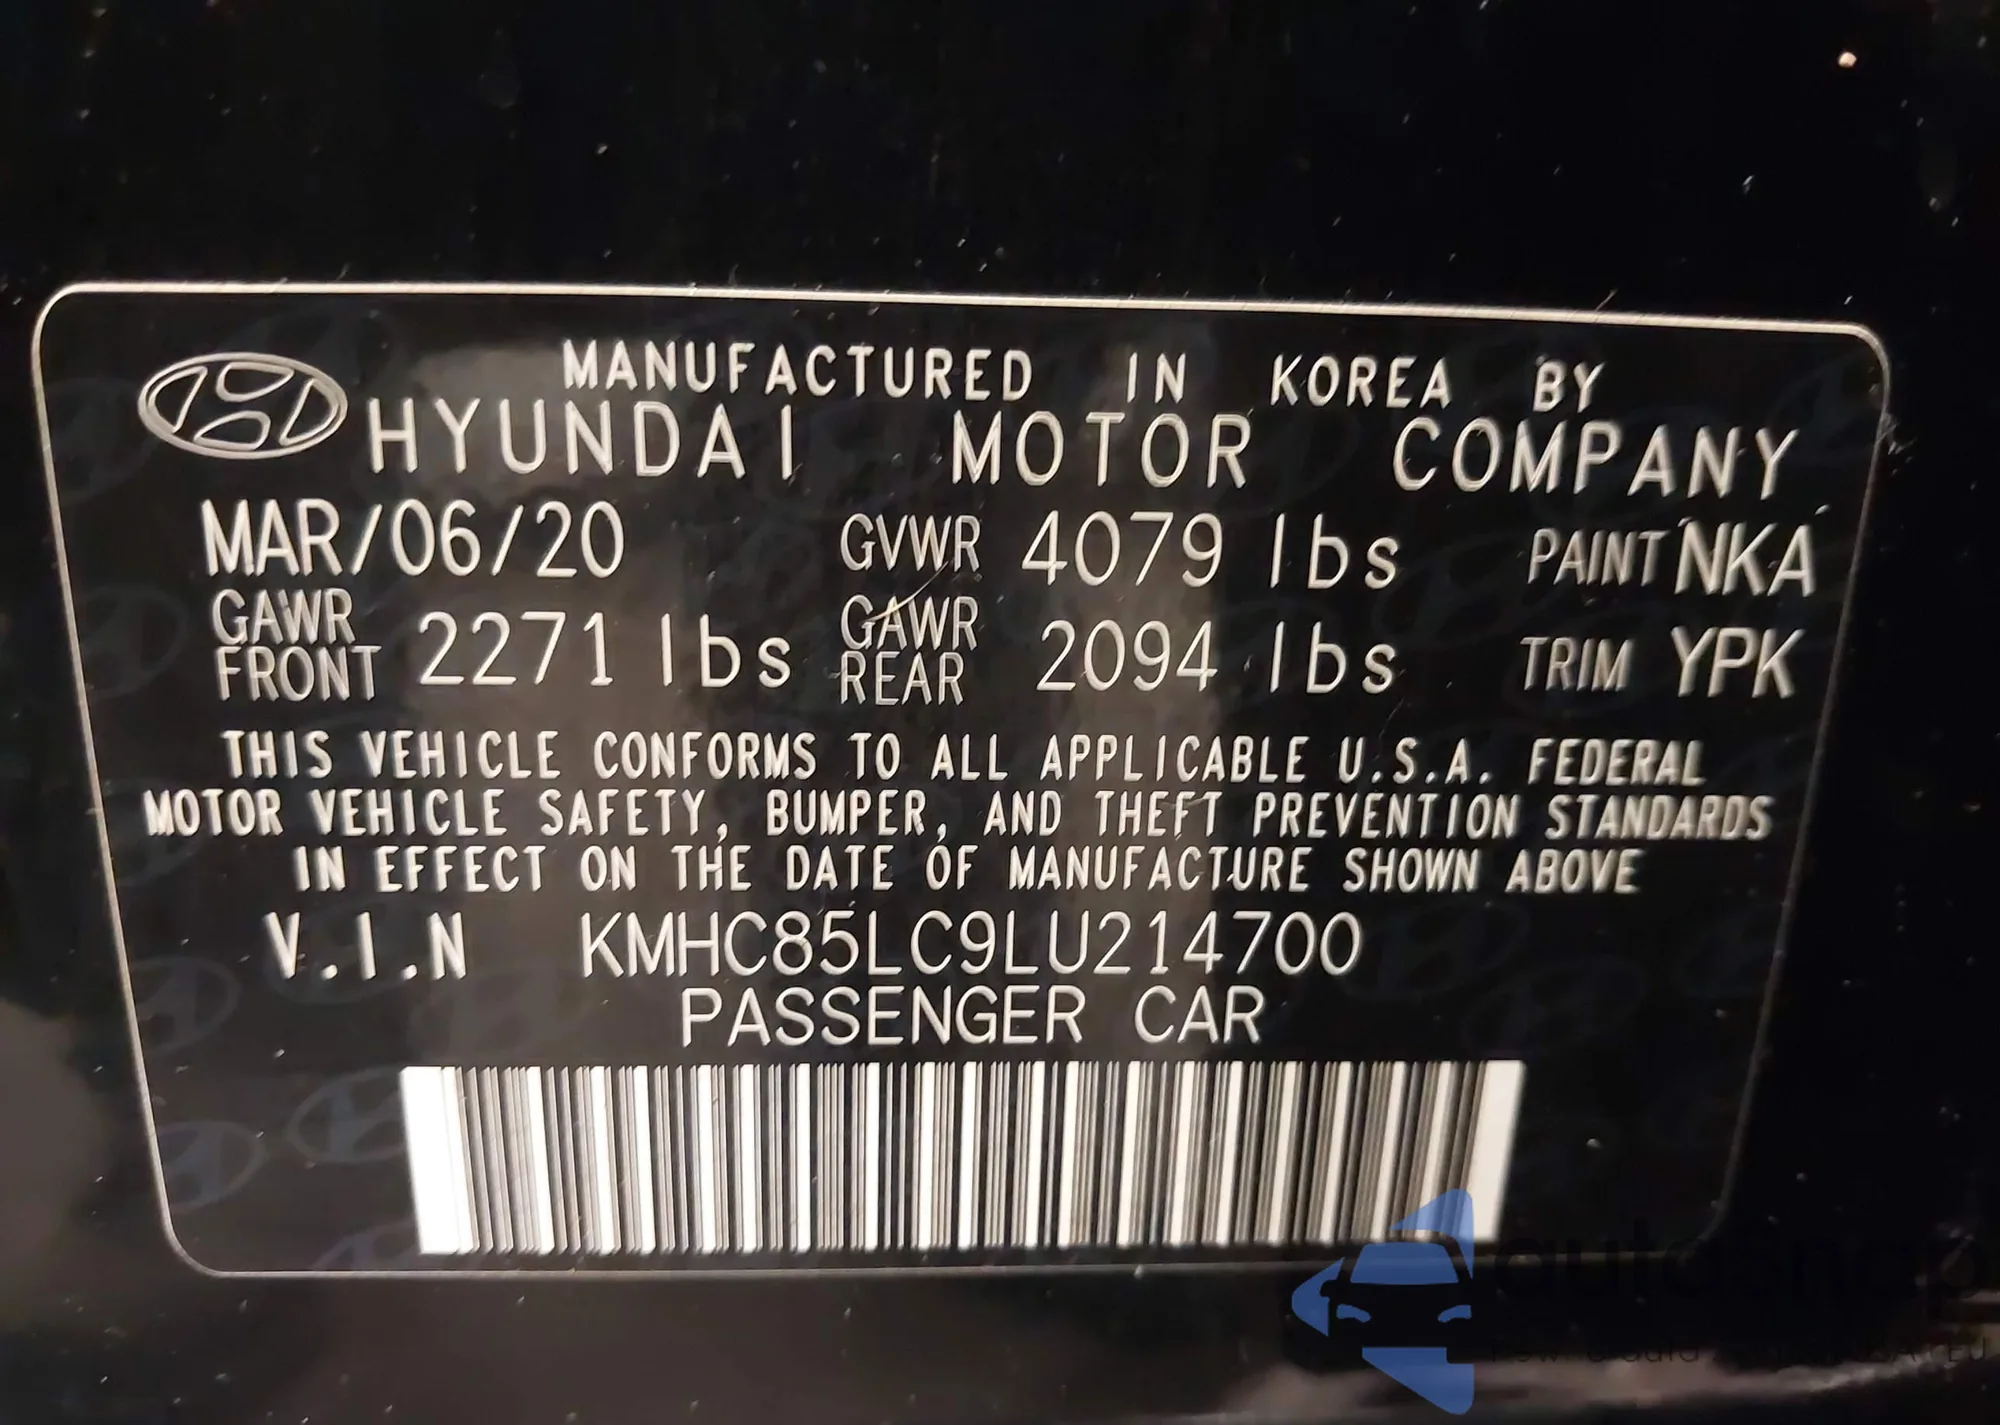 MANUFACTURED IN KOREA BY
HYUNDAI MOTOR COMPANY
MAR/06/20 GVWR 4079 lbs PAINT NKA
GAWR FRONT 2271 lbs GAWR REAR 2094 lbs TRIM YPK
THIS VEHICLE CONFORMS TO ALL APPLICABLE U.S.A. FEDERAL
MOTOR VEHICLE SAFETY, BUMPER, AND THEFT PREVENTION STANDARDS
IN EFFECT ON THE DATE OF MANUFACTURE SHOWN ABOVE
V.I.N KMHC85LC9LU214700
PASSENGER CAR